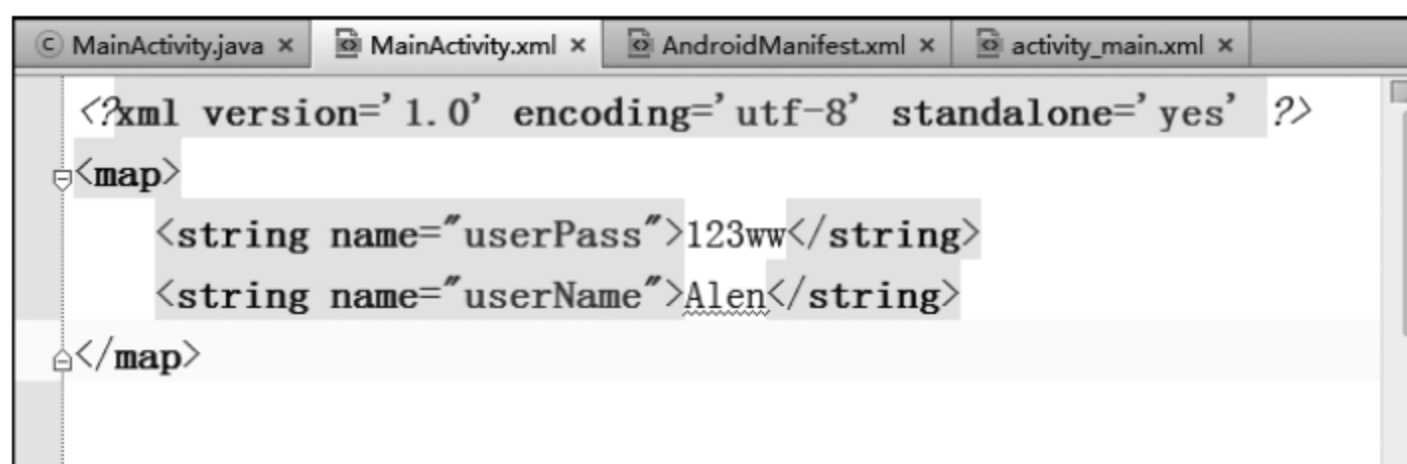 MainActivity.java × MainActivity.xml × AndroidManifest.xml × activity_main.xml ×
<?xml version='1.0' encoding='utf-8' standalone='yes' ?>
<map>
<string name="userPass">123ww</string>
<string name="userName">Alen</string>
</map>